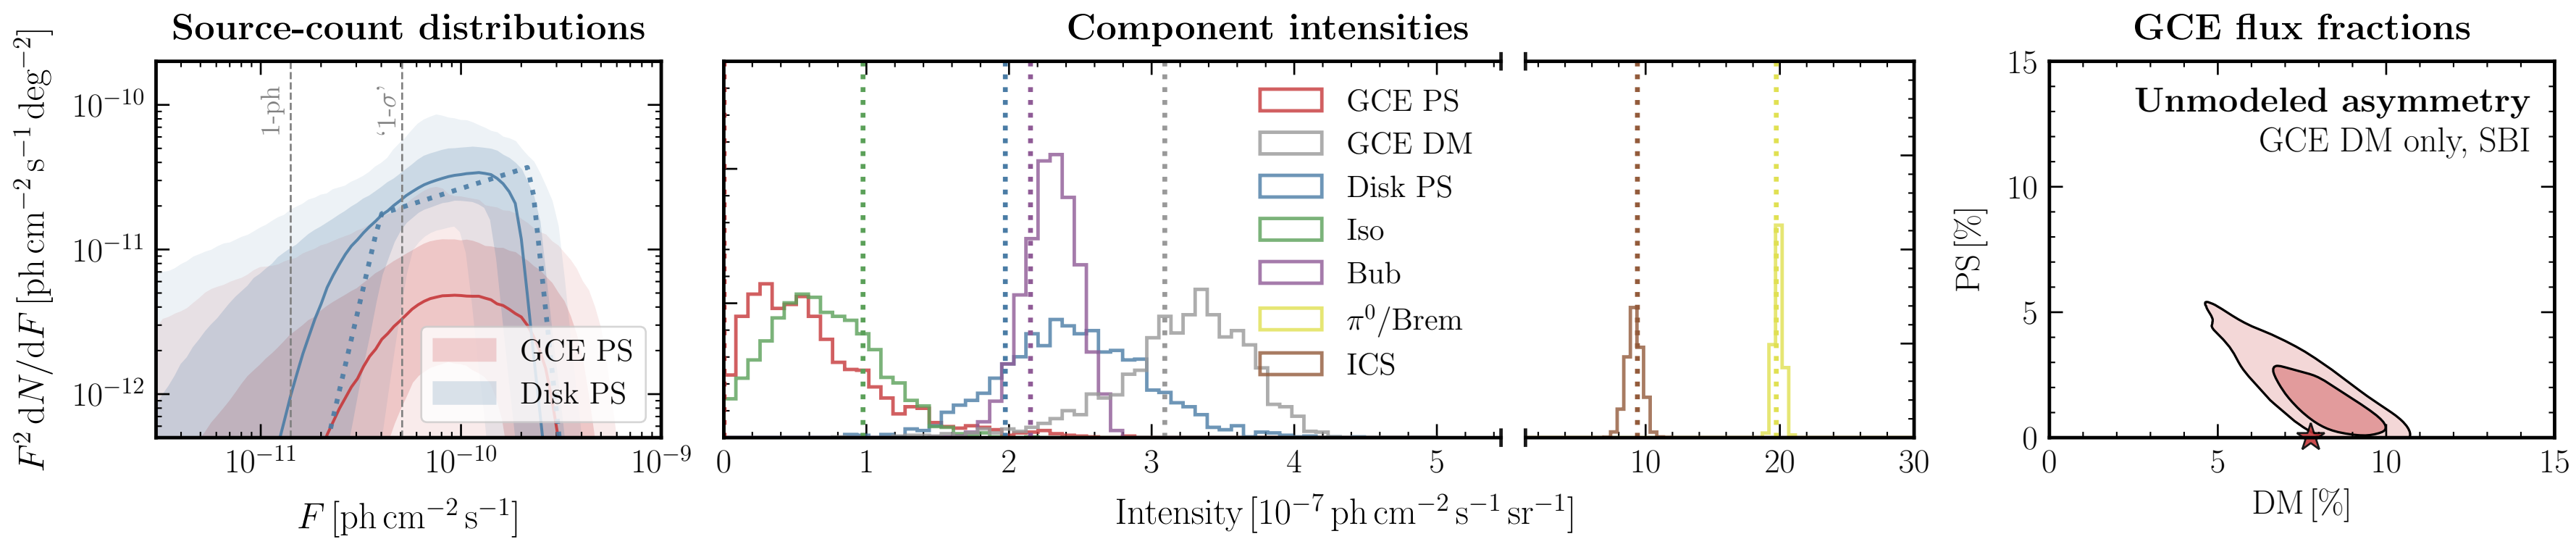 Source-count distributions
F² dN/dF [ph cm⁻² s⁻¹ deg⁻²]
10⁻¹⁰
10⁻¹¹
10⁻¹²
1-ph
‘1-σ’
GCE PS
Disk PS
10⁻¹¹ 10⁻¹⁰ 10⁻⁹
F [ph cm⁻² s⁻¹]
Component intensities
GCE PS
GCE DM
Disk PS
Iso
Bub
π⁰/Brem
ICS
0 1 2 3 4 5 10 20 30
Intensity [10⁻⁷ ph cm⁻² s⁻¹ sr⁻¹]
GCE flux fractions
Unmodeled asymmetry
GCE DM only, SBI
PS [%]
15
10
5
0
0 5 10 15
DM [%]